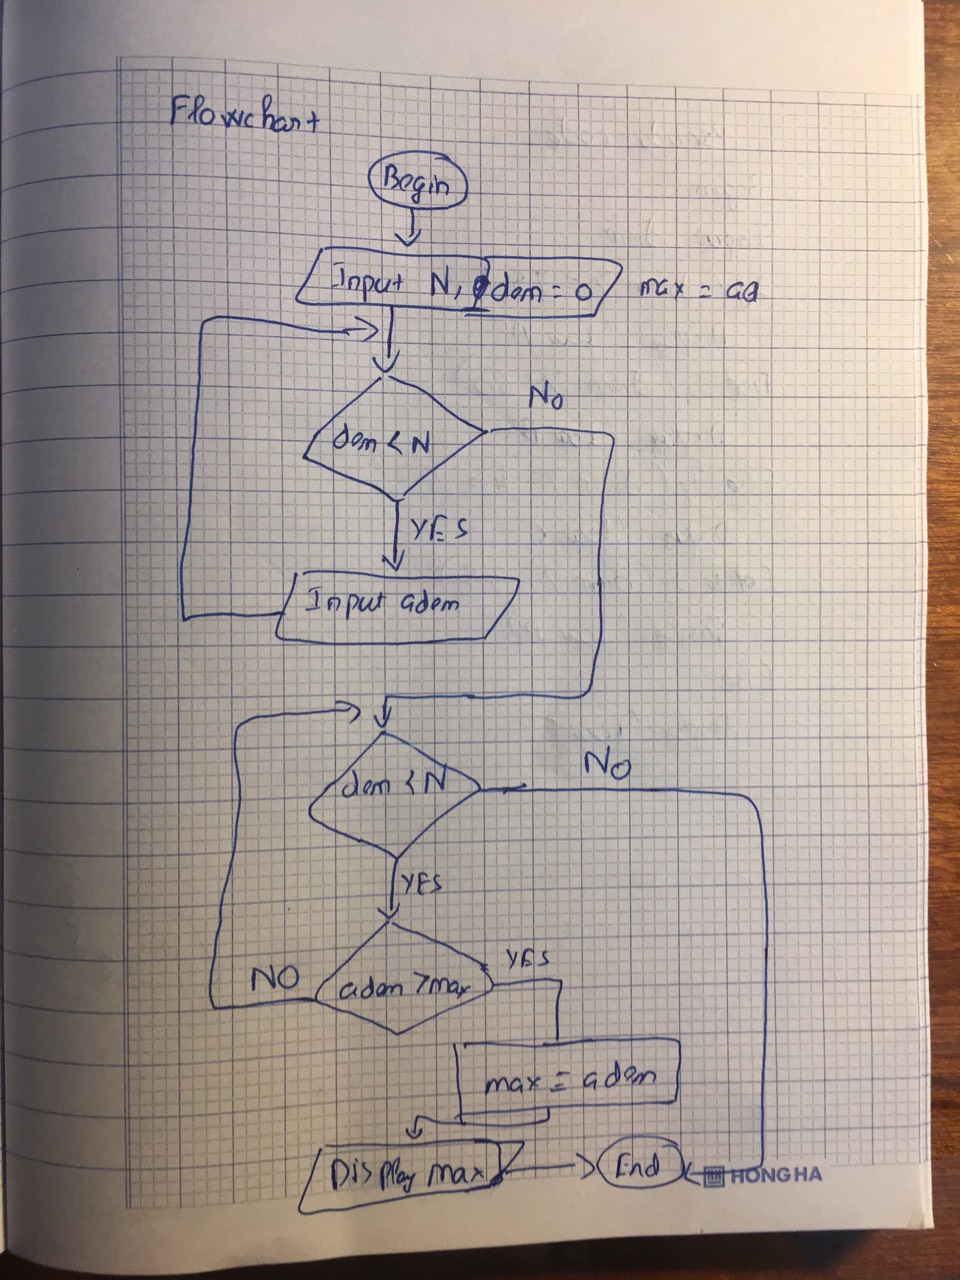 Flowchart
Begin
Input N, dem = 0 max = a0
dem < N
No
YES
Input adem
dem < N
No
YES
adem > max
YES
NO
max = adem
Display max
End
HONG HA